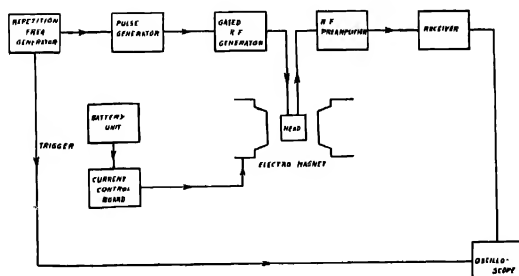 REPETITION
FREQ
GENERATOR
PULSE
GENERATOR
GATED
R F
GENERATOR
R F
PREAMPLIFIER
RECEIVER
BATTERY
UNIT
HEAD
TRIGGER
ELECTRO MAGNET
CURRENT
CONTROL
BOARD
OSCILLO-
SCOPE